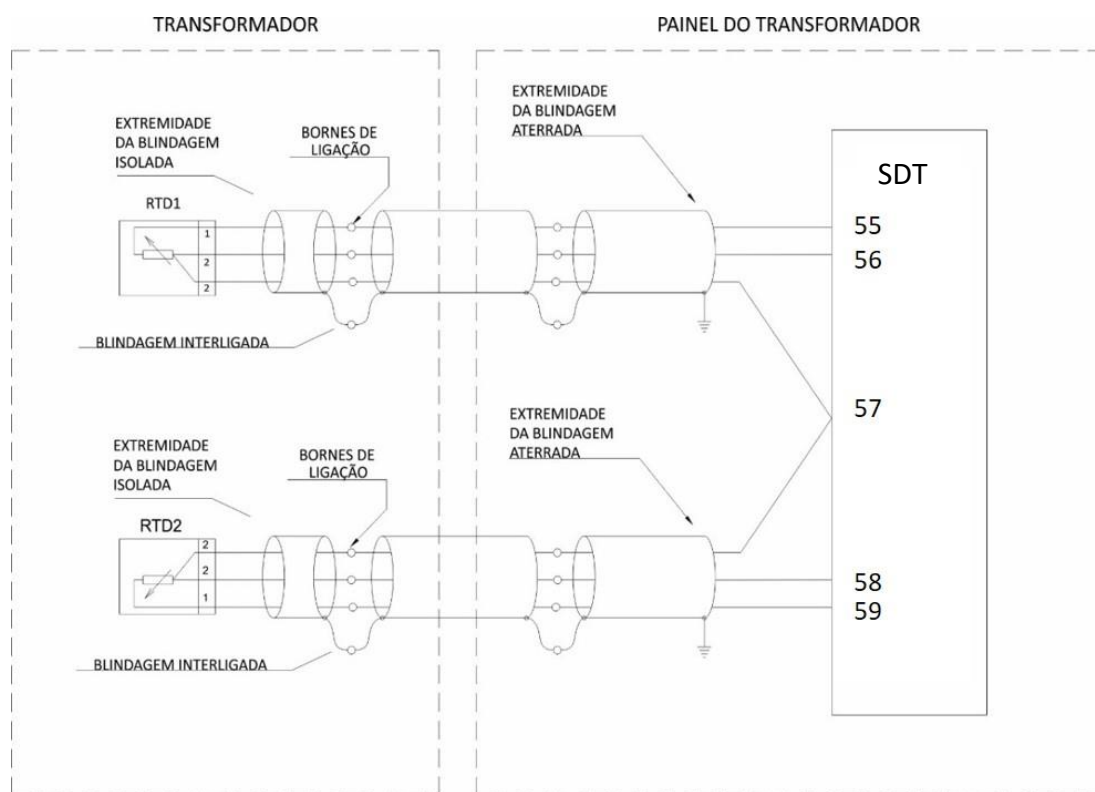 TRANSFORMADOR
PAINEL DO TRANSFORMADOR
EXTREMIDADE
DA BLINDAGEM
ISOLADA
BORNES DE
LIGAÇÃO
EXTREMIDADE
DA BLINDAGEM
ATERRADA
SDT
RTD1
1
2
2
55
56
BLINDAGEM INTERLIGADA
57
EXTREMIDADE
DA BLINDAGEM
ISOLADA
BORNES DE
LIGAÇÃO
EXTREMIDADE
DA BLINDAGEM
ATERRADA
RTD2
2
2
1
58
59
BLINDAGEM INTERLIGADA